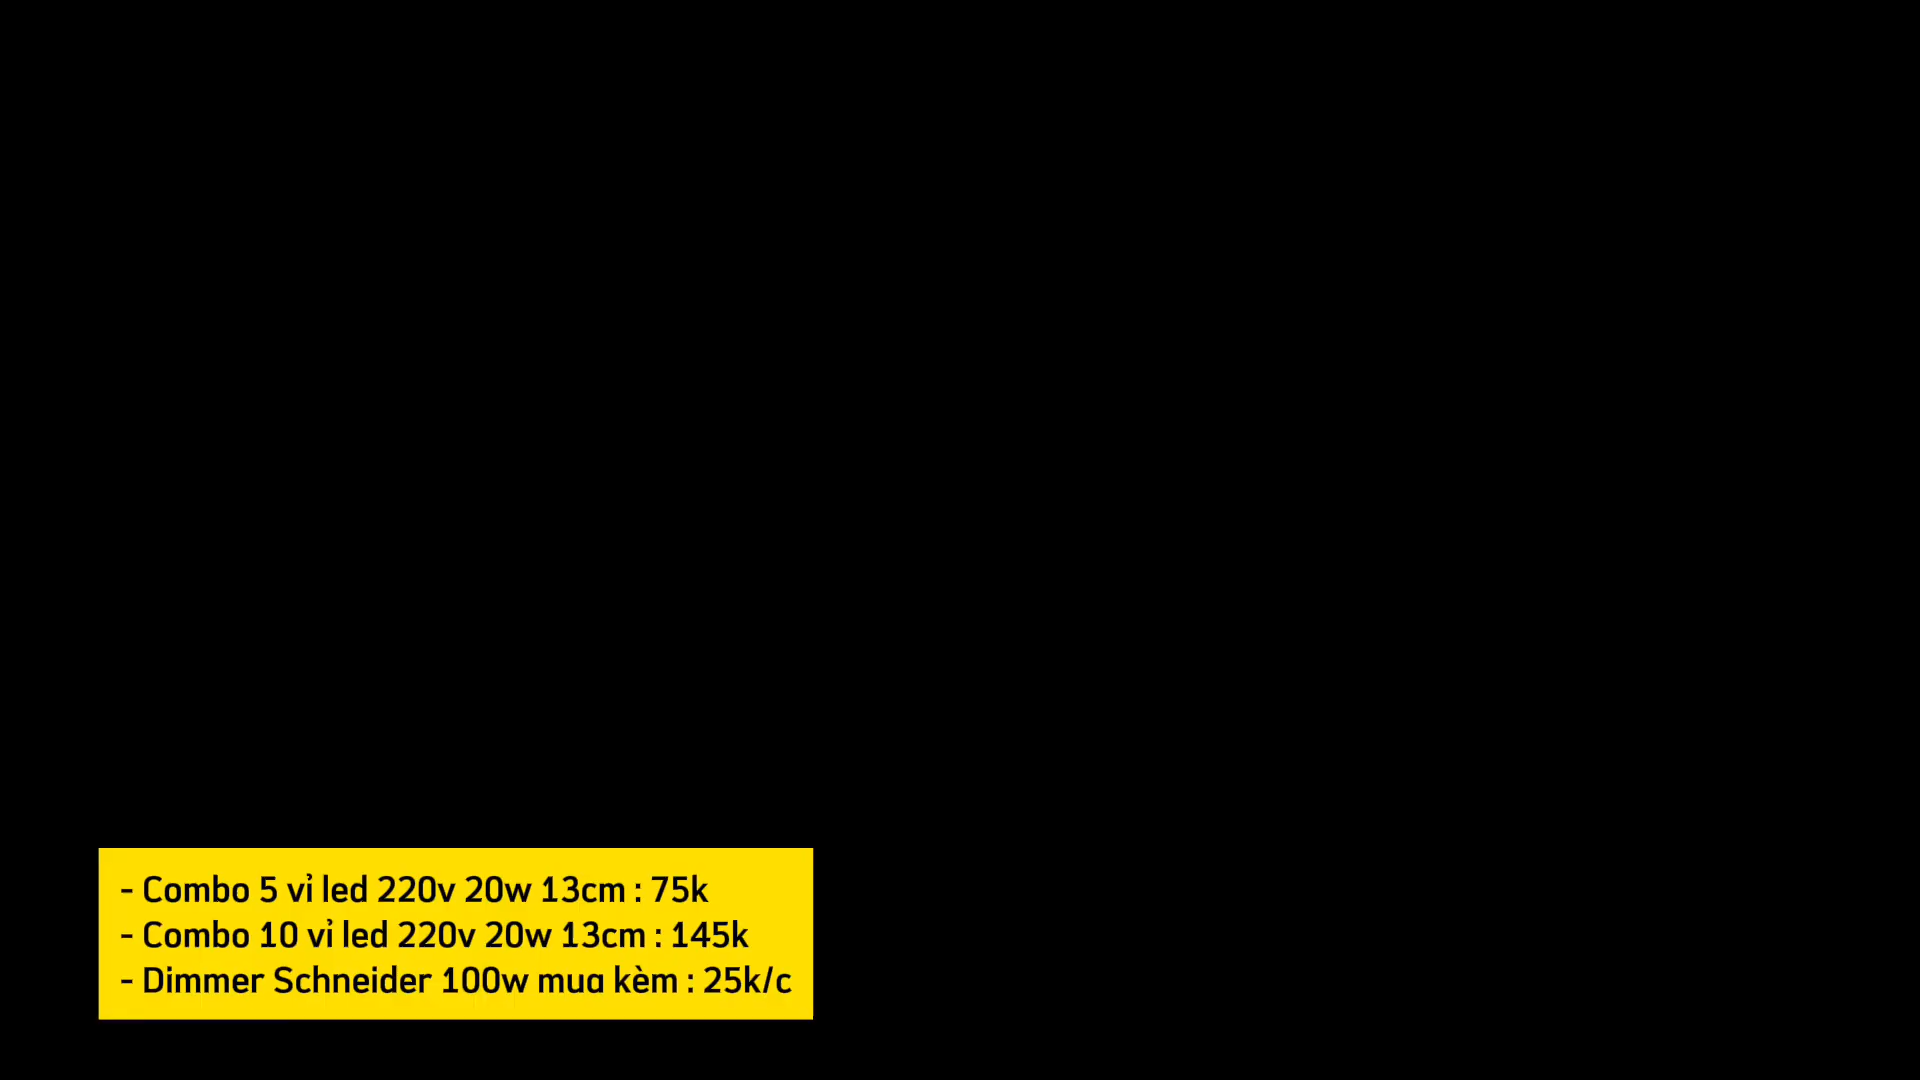 - Combo 5 vỉ led 220v 20w 13cm : 75k
- Combo 10 vỉ led 220v 20w 13cm : 145k
- Dimmer Schneider 100w mua kèm : 25k/c